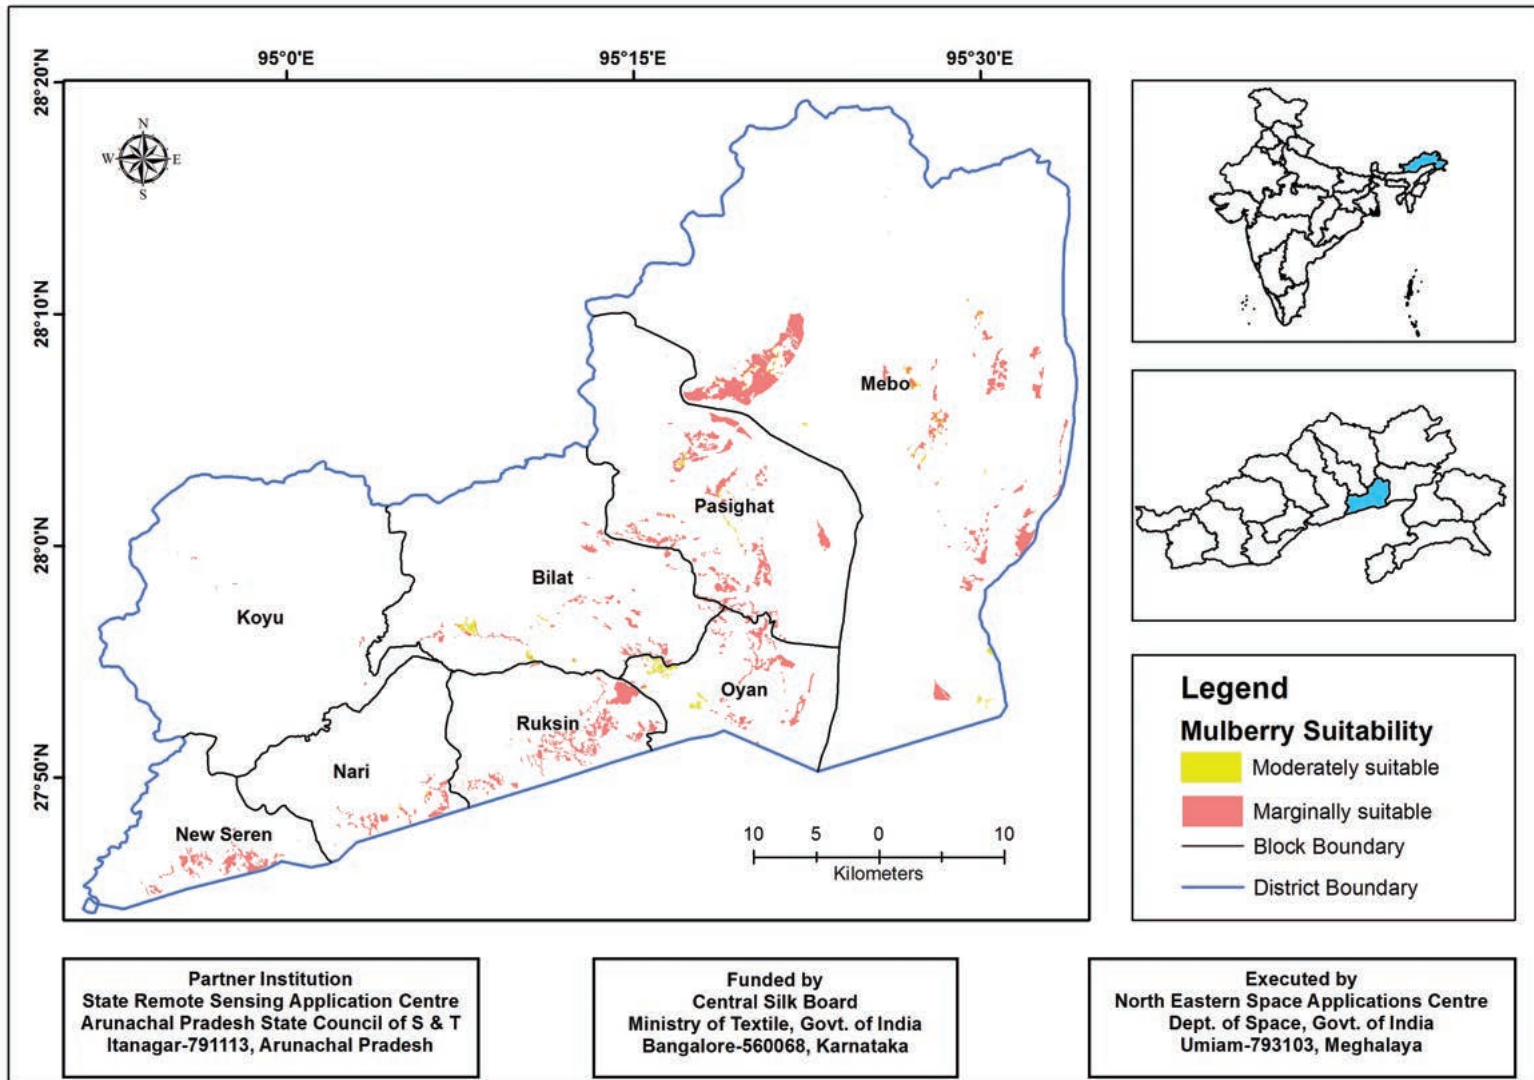 95°0'E
95°15'E
95°30'E
28°20'N
28°10'N
28°0'N
27°50'N
N
W
E
S
Mebo
Pasighat
Bilat
Koyu
Oyan
Ruksin
Nari
New Seren
10 5 0 10
Kilometers
Legend
Mulberry Suitability
Moderately suitable
Marginally suitable
Block Boundary
District Boundary
Partner Institution
State Remote Sensing Application Centre
Arunachal Pradesh State Council of S & T
Itanagar-791113, Arunachal Pradesh
Funded by
Central Silk Board
Ministry of Textile, Govt. of India
Bangalore-560068, Karnataka
Executed by
North Eastern Space Applications Centre
Dept. of Space, Govt. of India
Umiam-793103, Meghalaya